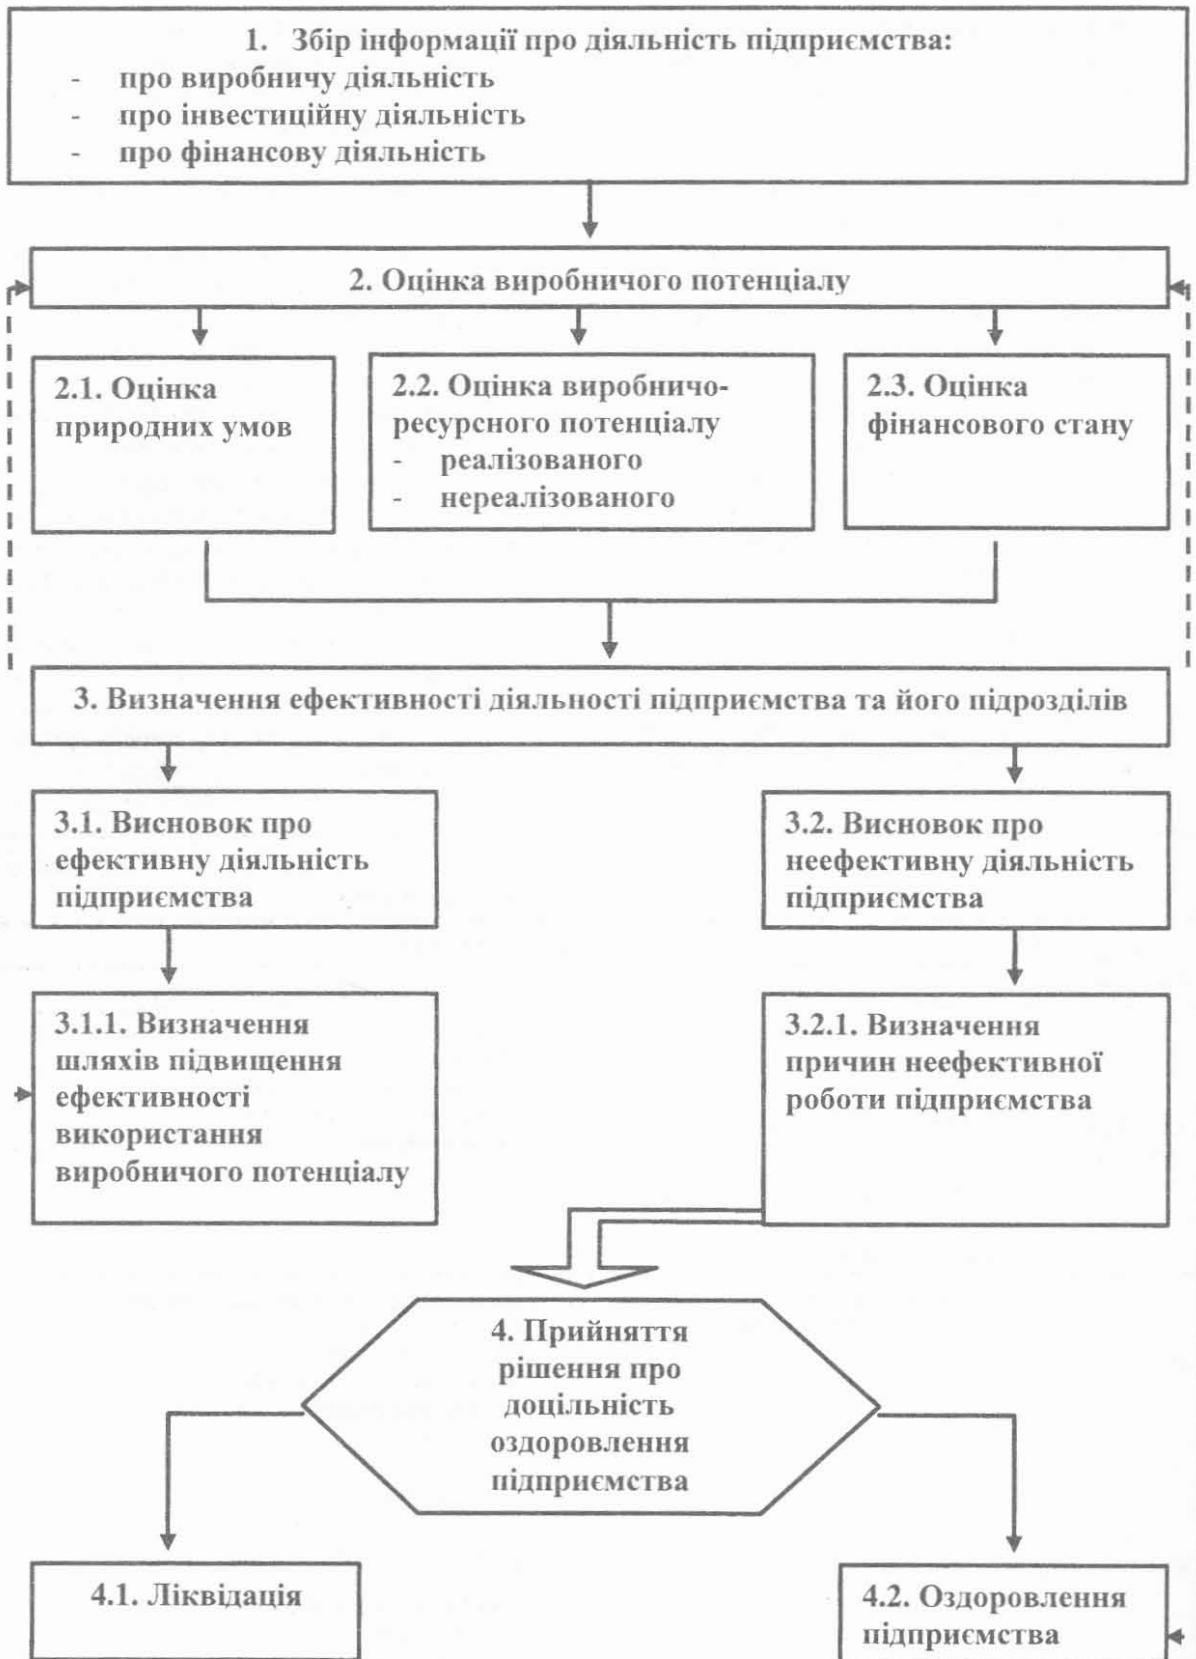 1. Збір інформації про діяльність підприємства:
- про виробничу діяльність
- про інвестиційну діяльність
- про фінансову діяльність
2. Оцінка виробничого потенціалу
2.1. Оцінка
природних умов
2.2. Оцінка виробничо-
ресурсного потенціалу
- реалізованого
- нереалізованого
2.3. Оцінка
фінансового стану
3. Визначення ефективності діяльності підприємства та його підрозділів
3.1. Висновок про
ефективну діяльність
підприємства
3.2. Висновок про
неефективну діяльність
підприємства
3.1.1. Визначення
шляхів підвищення
ефективності
використання
виробничого потенціалу
3.2.1. Визначення
причин неефективної
роботи підприємства
4. Прийняття
рішення про
доцільність
оздоровлення
підприємства
4.1. Ліквідація
4.2. Оздоровлення
підприємства